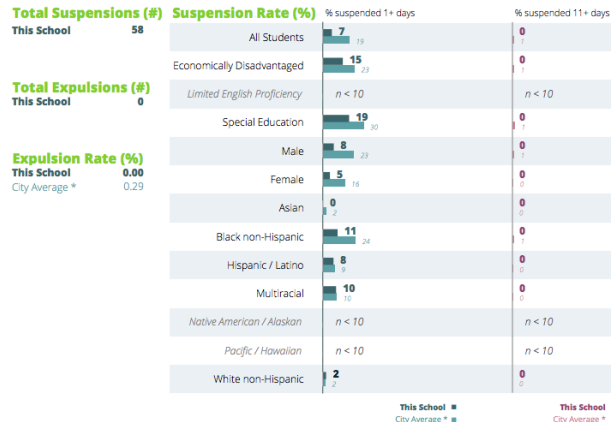 Total Suspensions (#)
This School 58
Total Expulsions (#)
This School 0
Expulsion Rate (%)
This School 0.00
City Average * 0.29
Suspension Rate (%) % suspended 1+ days % suspended 11+ days
All Students 7 19 0 1
Economically Disadvantaged 15 23 0 1
Limited English Proficiency n < 10 n < 10
Special Education 19 30 0 1
Male 8 23 0 1
Female 5 16 0 0
Asian 0 2 0 0
Black non-Hispanic 11 24 0 1
Hispanic / Latino 8 9 0 0
Multiracial 10 10 0 0
Native American / Alaskan n < 10 n < 10
Pacific / Hawaiian n < 10 n < 10
White non-Hispanic 2 2 0 0
This School This School
City Average * City Average *